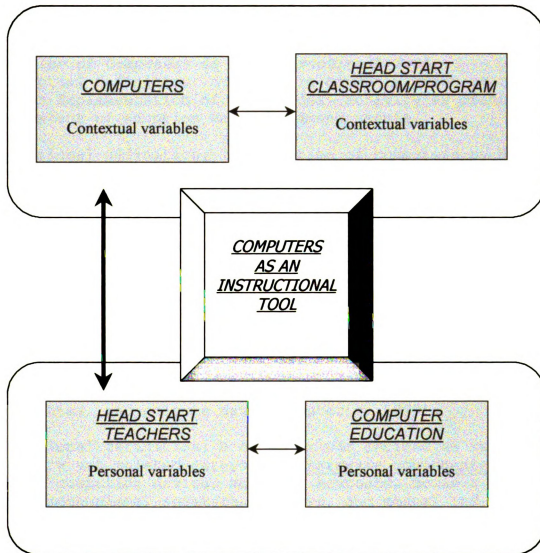 COMPUTERS
Contextual variables
HEAD START
CLASSROOM/PROGRAM
Contextual variables
COMPUTERS
AS AN
INSTRUCTIONAL
TOOL
HEAD START
TEACHERS
Personal variables
COMPUTER
EDUCATION
Personal variables